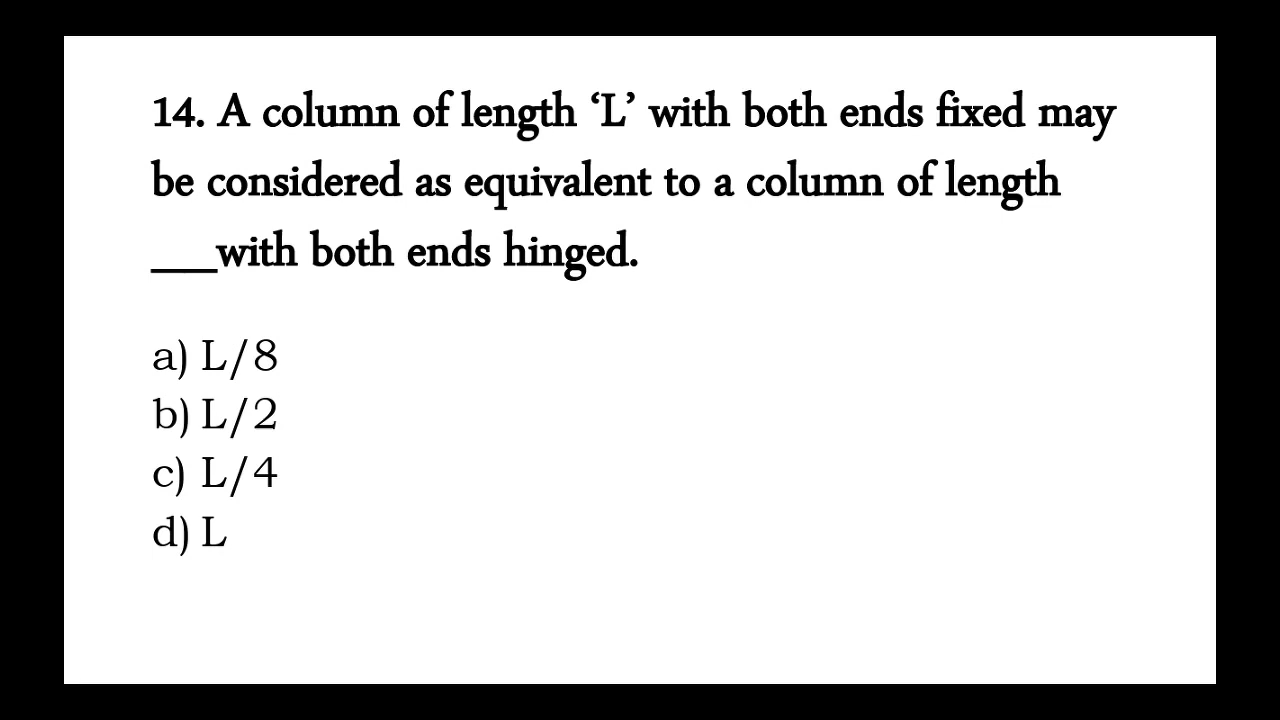 14. A column of length ‘L’ with both ends fixed may
be considered as equivalent to a column of length
___with both ends hinged.
a) L/8
b) L/2
c) L/4
d) L